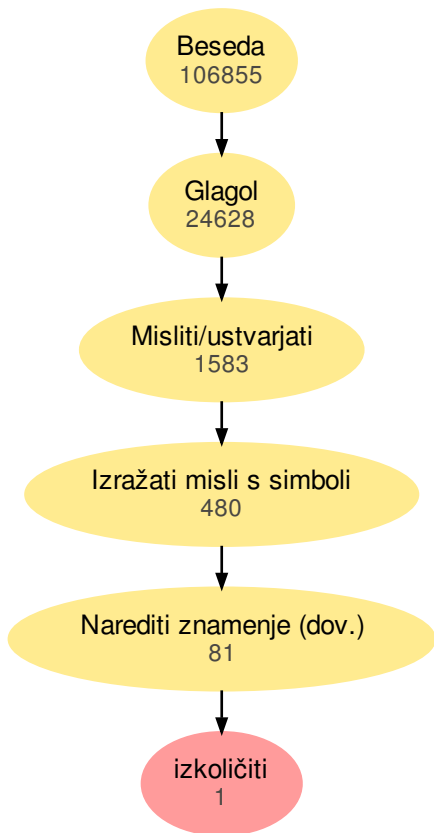 Beseda
106855
Glagol
24628
Misliti/ustvarjati
1583
Izražati misli s simboli
480
Narediti znamenje (dov.)
81
izkoličiti
1